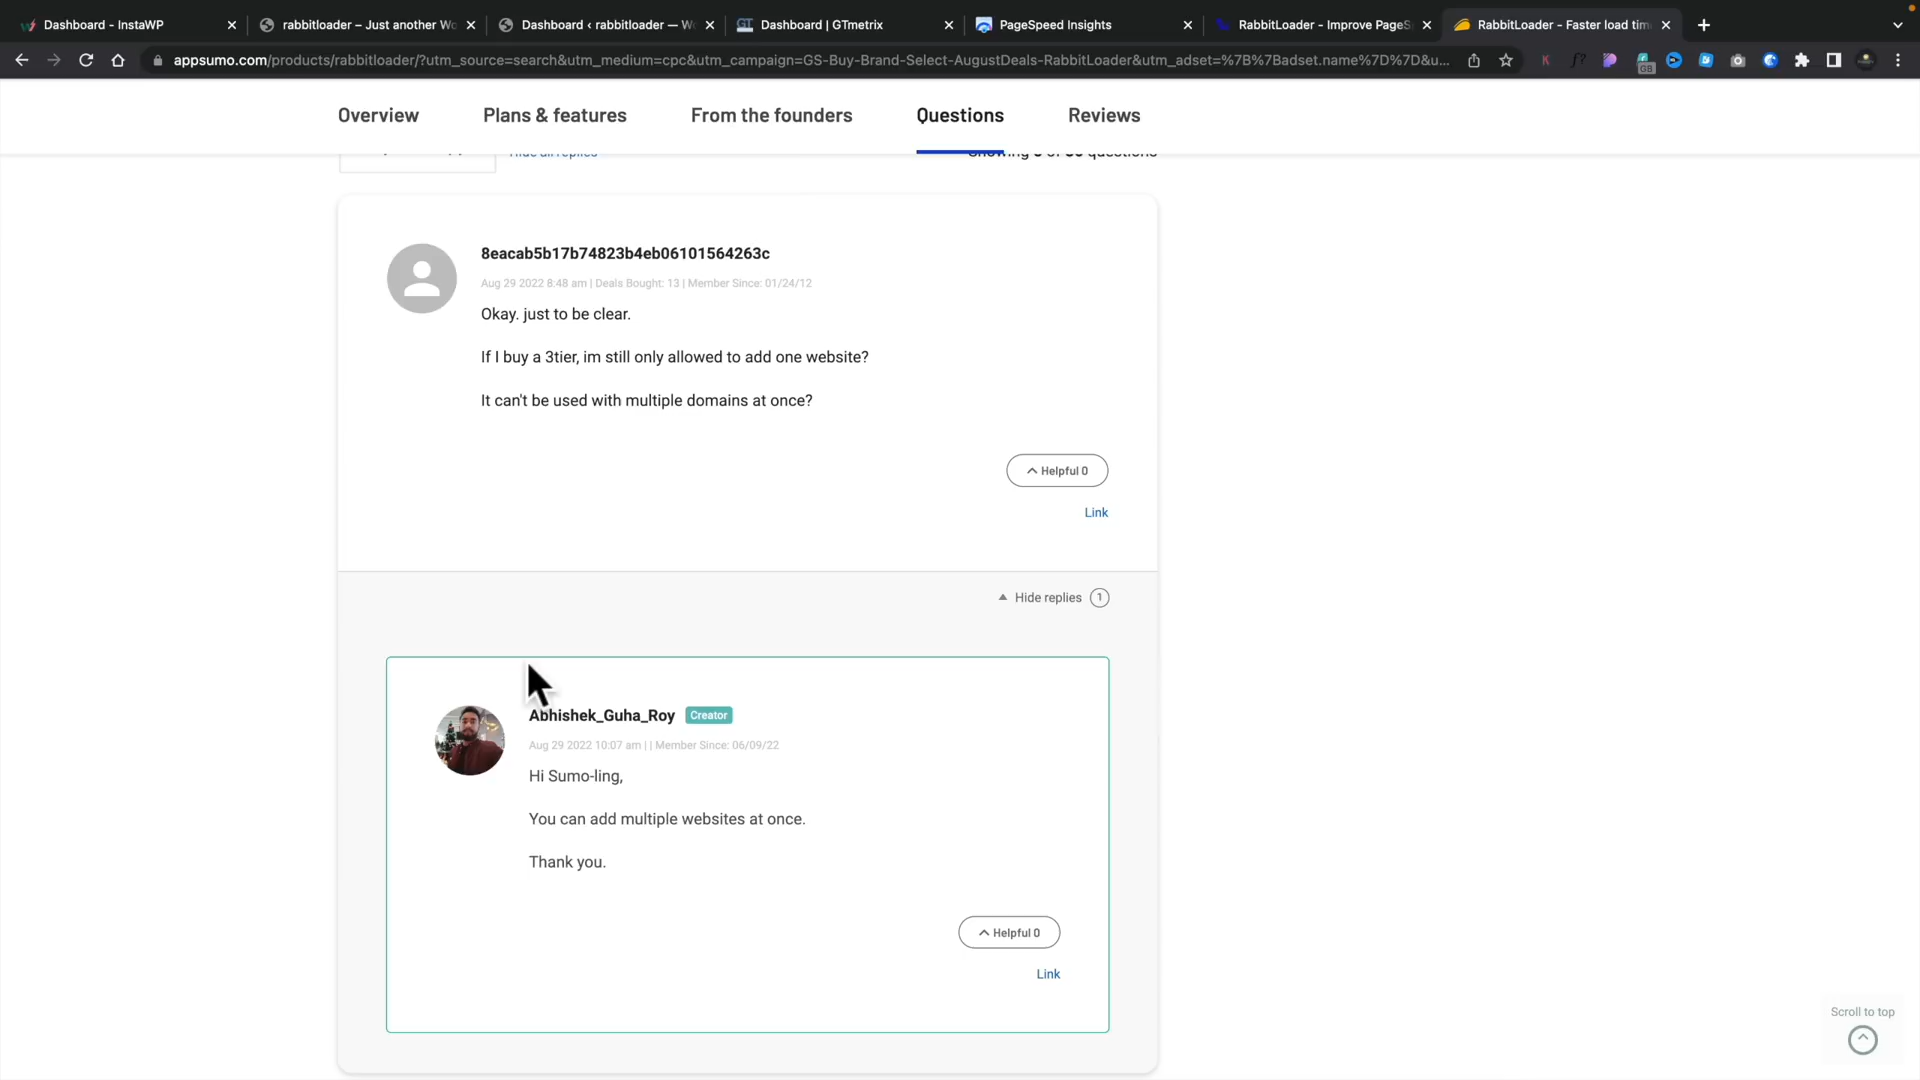 Dashboard - InstaWP
rabbitloader – Just another Wo
Dashboard ‹ rabbitloader — Wo
GT Dashboard | GTmetrix
PageSpeed Insights
RabbitLoader - Improve PageS
RabbitLoader - Faster load tim
appsumo.com/products/rabbitloader/?utm_source=search&utm_medium=cpc&utm_campaign=GS-Buy-Brand-Select-AugustDeals-RabbitLoader&utm_adset=%7B%7Badset.name%7D%7D&u...
Overview
Plans & features
From the founders
Questions
Reviews
Hide all replies
8eacab5b17b74823b4eb06101564263c
Aug 29 2022 8:48 am | Deals Bought: 13 | Member Since: 01/24/12
Okay. just to be clear.
If I buy a 3tier, im still only allowed to add one website?
It can't be used with multiple domains at once?
Helpful 0
Link
Hide replies 1
Abhishek_Guha_Roy Creator
Aug 29 2022 10:07 am | | Member Since: 06/09/22
Hi Sumo-ling,
You can add multiple websites at once.
Thank you.
Helpful 0
Link
Scroll to top